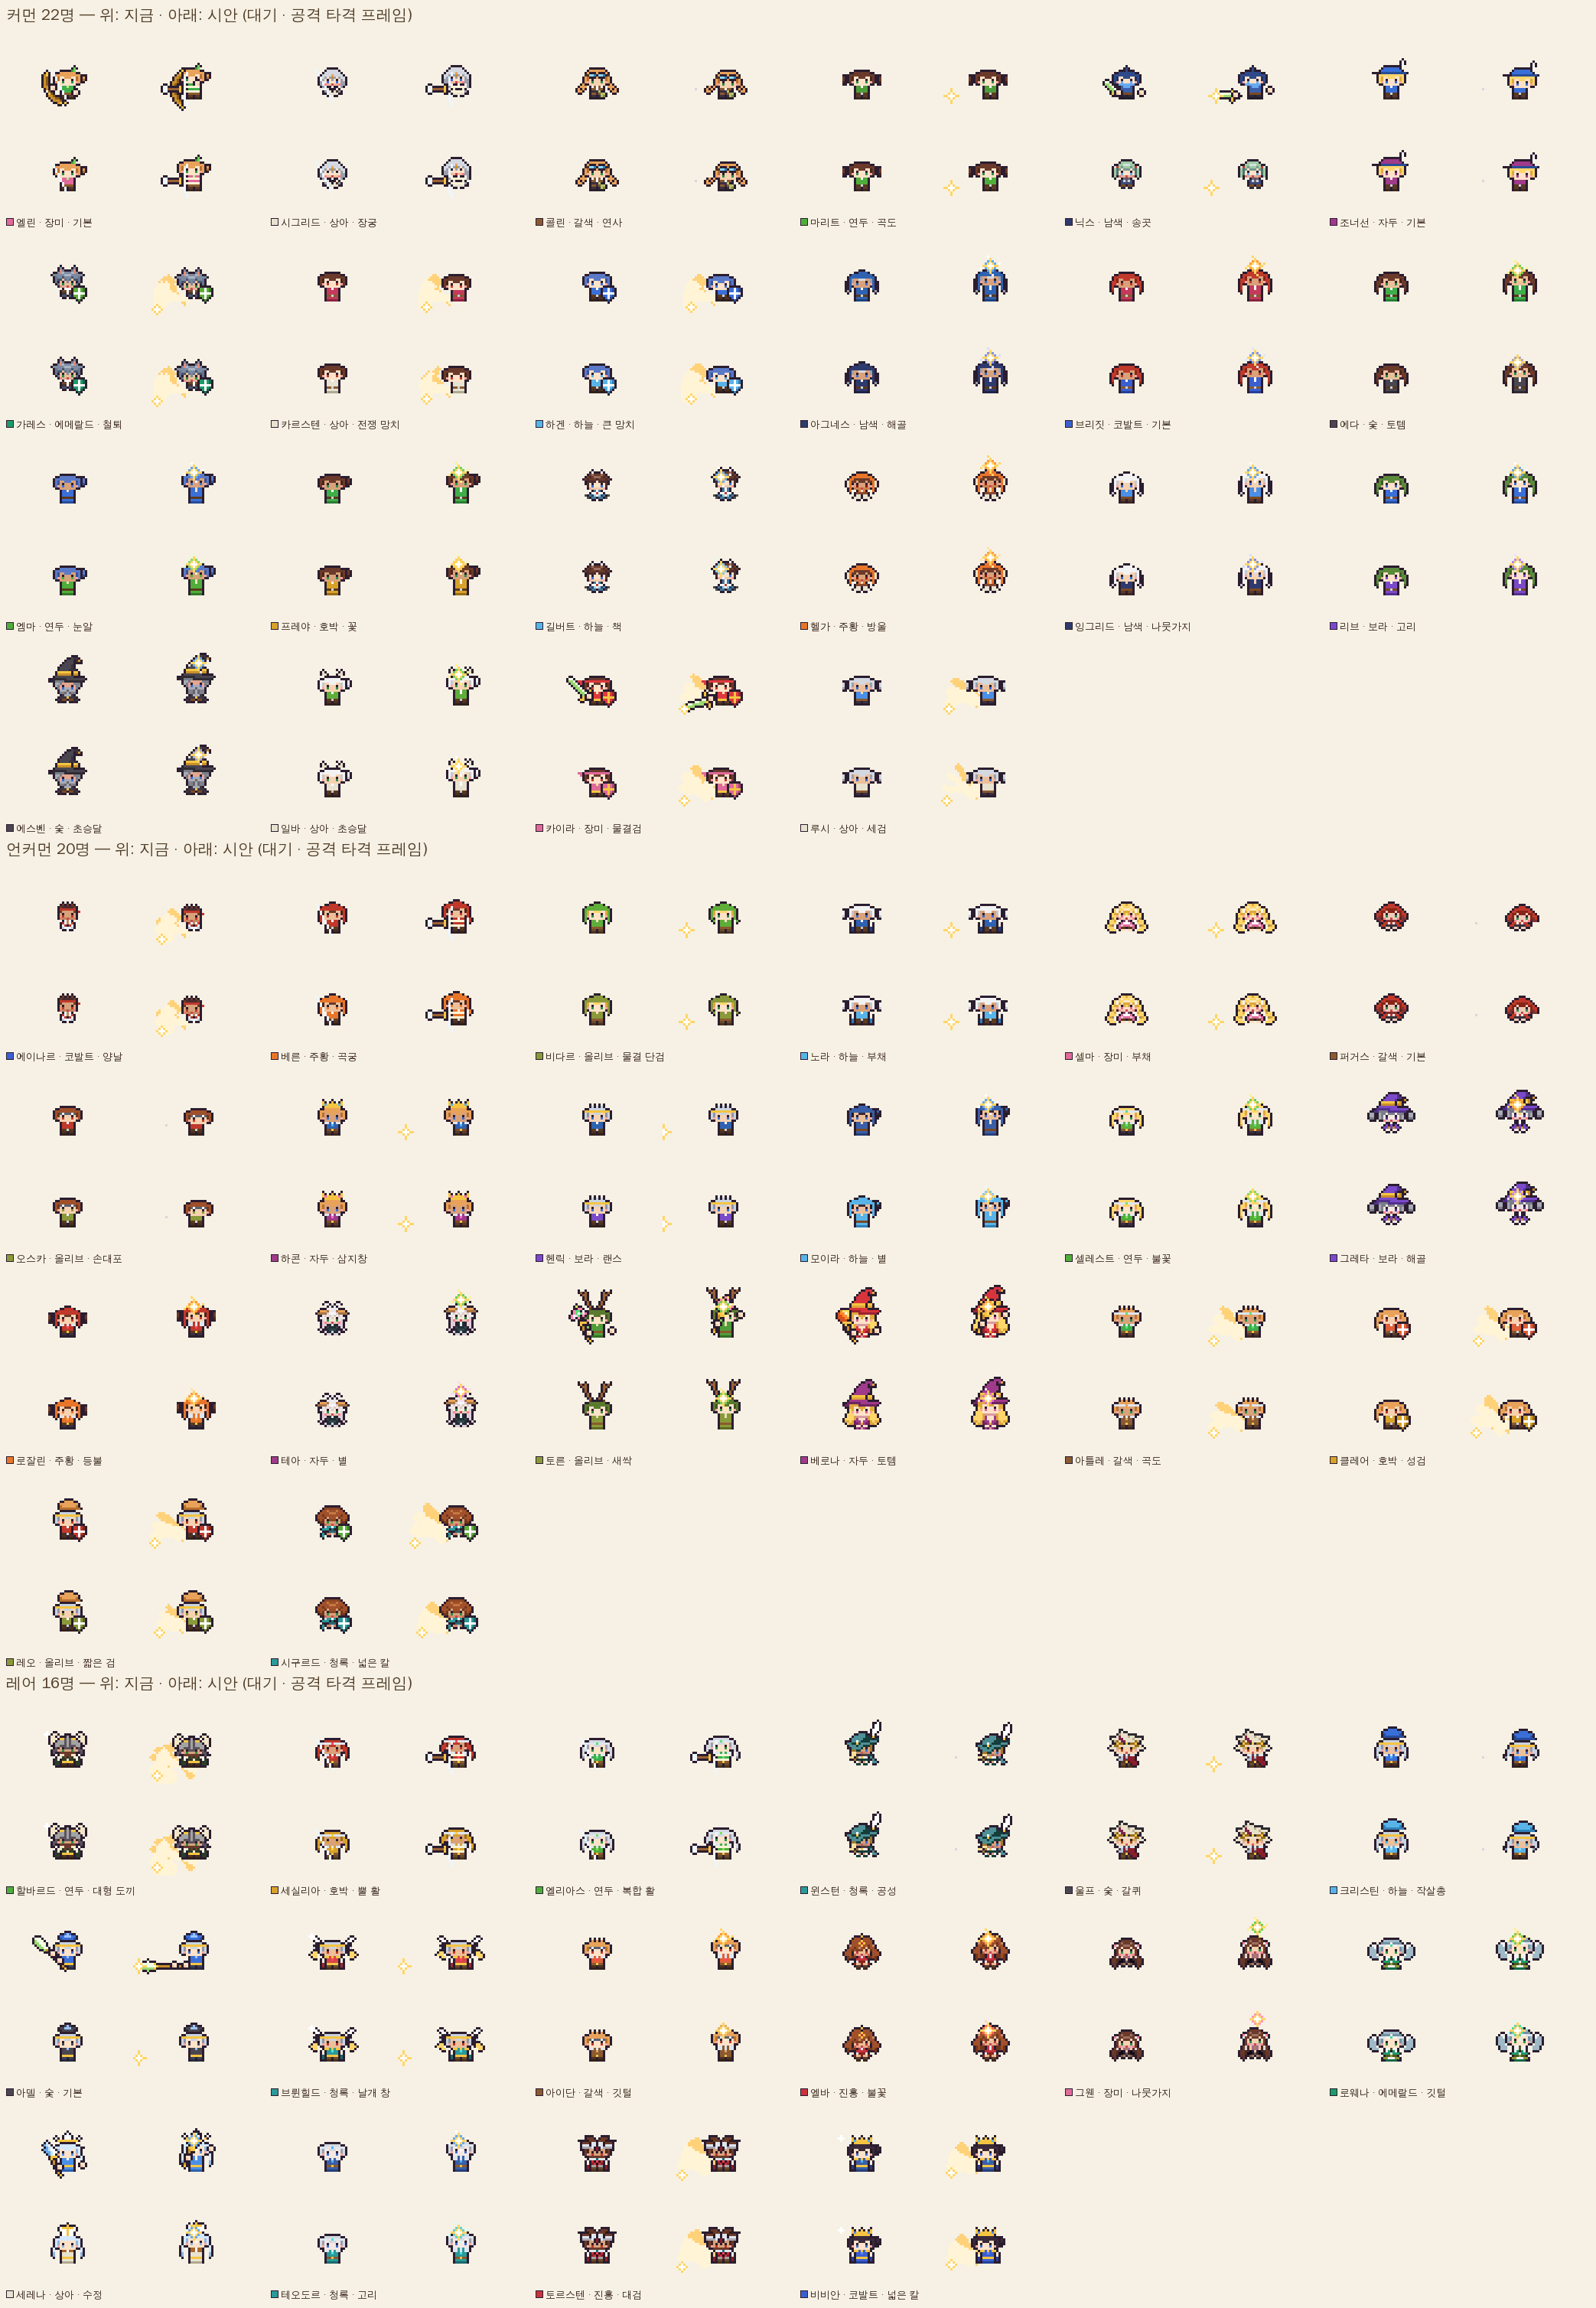 커먼 22명 — 위: 지금 · 아래: 시안 (대기 · 공격 타격 프레임)
엘린 · 장미 · 기본
시그리드 · 상아 · 장궁
콜린 · 갈색 · 연사
마리트 · 연두 · 곡도
닉스 · 남색 · 송곳
조너선 · 자두 · 기본
가레스 · 에메랄드 · 철퇴
카르스텐 · 상아 · 전쟁 망치
하겐 · 하늘 · 큰 망치
아그네스 · 남색 · 해골
브리짓 · 코발트 · 기본
에다 · 숯 · 토템
엠마 · 연두 · 눈알
프레야 · 호박 · 꽃
길버트 · 하늘 · 책
헬가 · 주황 · 방울
잉그리드 · 남색 · 나뭇가지
리브 · 보라 · 고리
에스벤 · 숯 · 초승달
일바 · 상아 · 초승달
카이라 · 장미 · 물결검
루시 · 상아 · 세검
언커먼 20명 — 위: 지금 · 아래: 시안 (대기 · 공격 타격 프레임)
에이나르 · 코발트 · 양날
베른 · 주황 · 곡궁
비다르 · 올리브 · 물결 단검
노라 · 하늘 · 부채
셀마 · 장미 · 부채
퍼거스 · 갈색 · 기본
오스카 · 올리브 · 손대포
하콘 · 자두 · 삼지창
헨릭 · 보라 · 랜스
모이라 · 하늘 · 별
셀레스트 · 연두 · 불꽃
그레타 · 보라 · 해골
로잘린 · 주황 · 등불
테아 · 자두 · 별
토른 · 올리브 · 새싹
베로나 · 자두 · 토템
아틀레 · 갈색 · 곡도
클레어 · 호박 · 성검
레오 · 올리브 · 짧은 검
시구르드 · 청록 · 넓은 칼
레어 16명 — 위: 지금 · 아래: 시안 (대기 · 공격 타격 프레임)
할바르드 · 연두 · 대형 도끼
세실리아 · 호박 · 뿔 활
엘리아스 · 연두 · 복합 활
윈스턴 · 청록 · 공성
울프 · 숯 · 갈퀴
크리스틴 · 하늘 · 작살총
아델 · 숯 · 기본
브륀힐드 · 청록 · 날개 창
아이단 · 갈색 · 깃털
엘바 · 진홍 · 불꽃
그웬 · 장미 · 나뭇가지
로웨나 · 에메랄드 · 깃털
세레나 · 상아 · 수정
테오도르 · 청록 · 고리
토르스텐 · 진홍 · 대검
비비안 · 코발트 · 넓은 칼